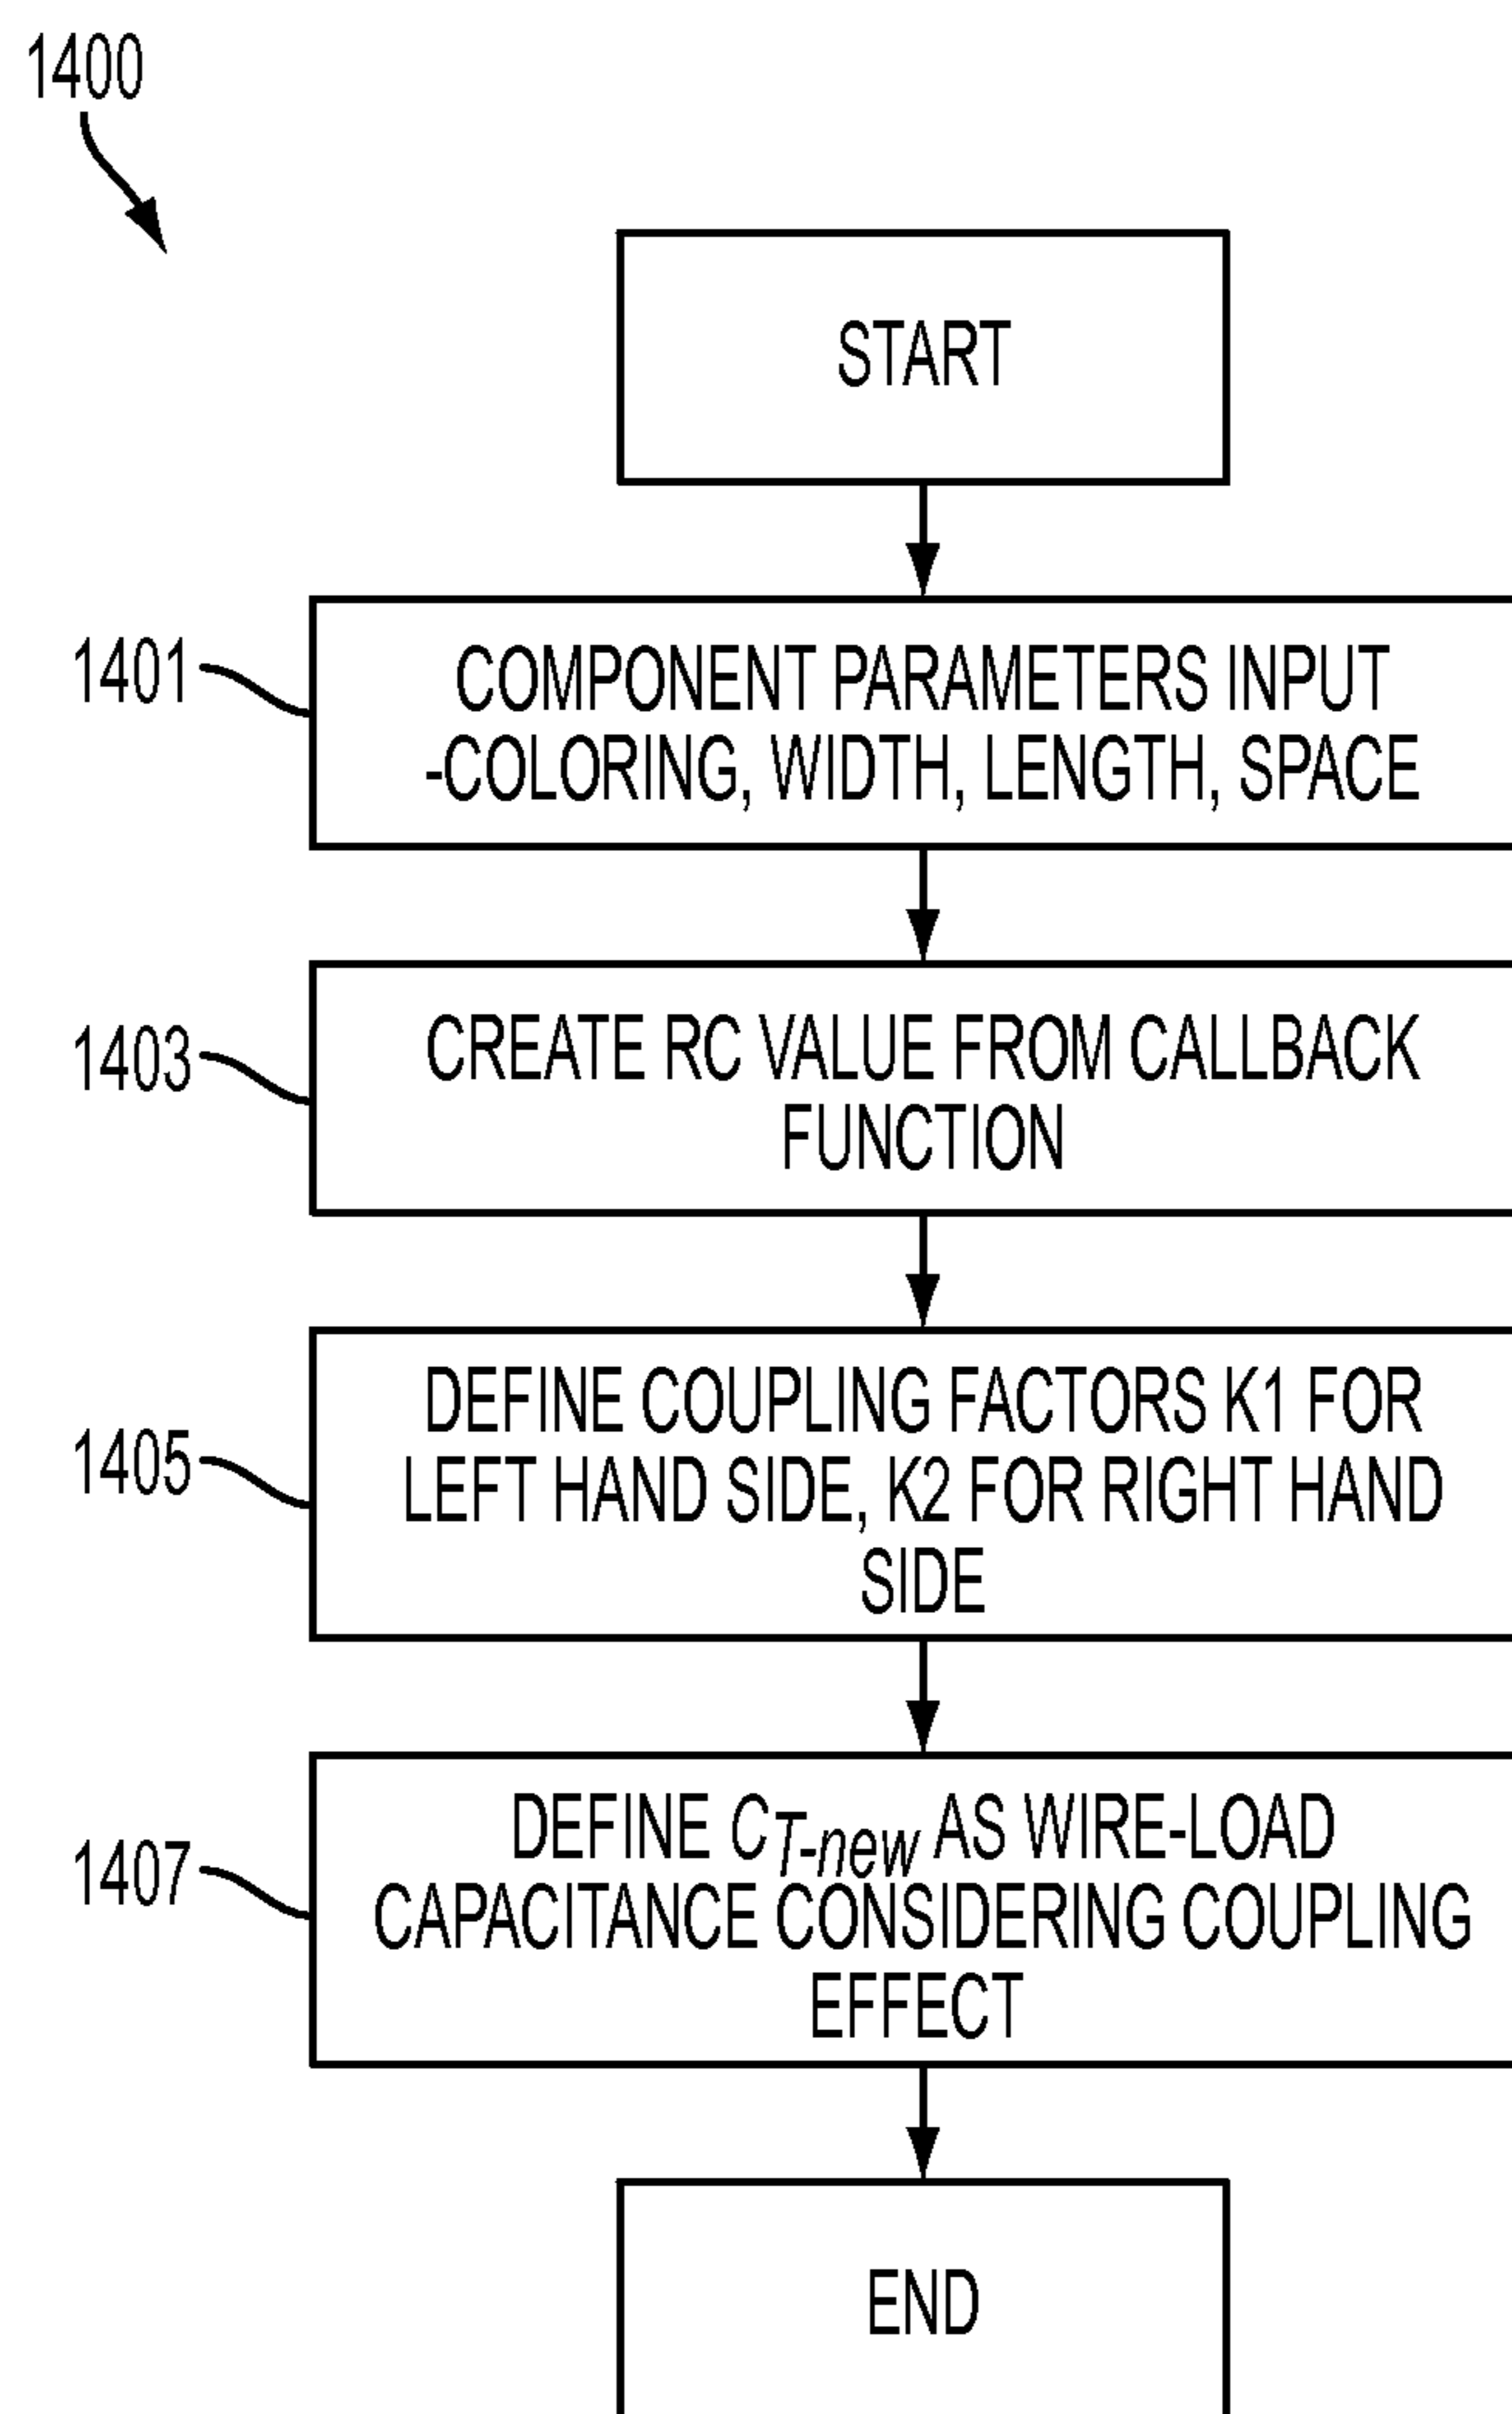 1400
START
1401
COMPONENT PARAMETERS INPUT
-COLORING, WIDTH, LENGTH, SPACE
1403
CREATE RC VALUE FROM CALLBACK
FUNCTION
1405
DEFINE COUPLING FACTORS K1 FOR
LEFT HAND SIDE, K2 FOR RIGHT HAND
SIDE
1407
DEFINE CT-new AS WIRE-LOAD
CAPACITANCE CONSIDERING COUPLING
EFFECT
END